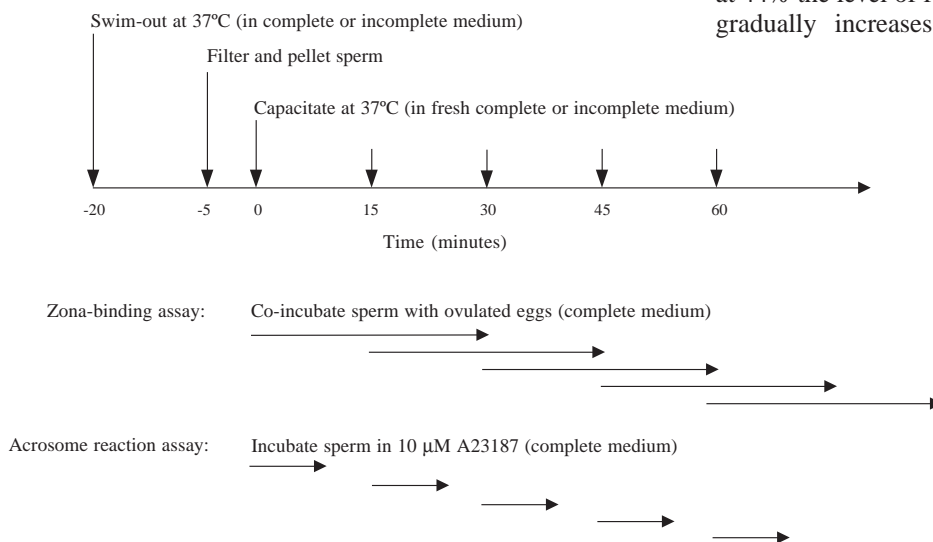 gradually increases
Swim-out at 37ºC (in complete or incomplete medium)
Filter and pellet sperm
Capacitate at 37ºC (in fresh complete or incomplete medium)
-20 -5 0 15 30 45 60
Time (minutes)
Zona-binding assay: Co-incubate sperm with ovulated eggs (complete medium)
Acrosome reaction assay: Incubate sperm in 10 μM A23187 (complete medium)